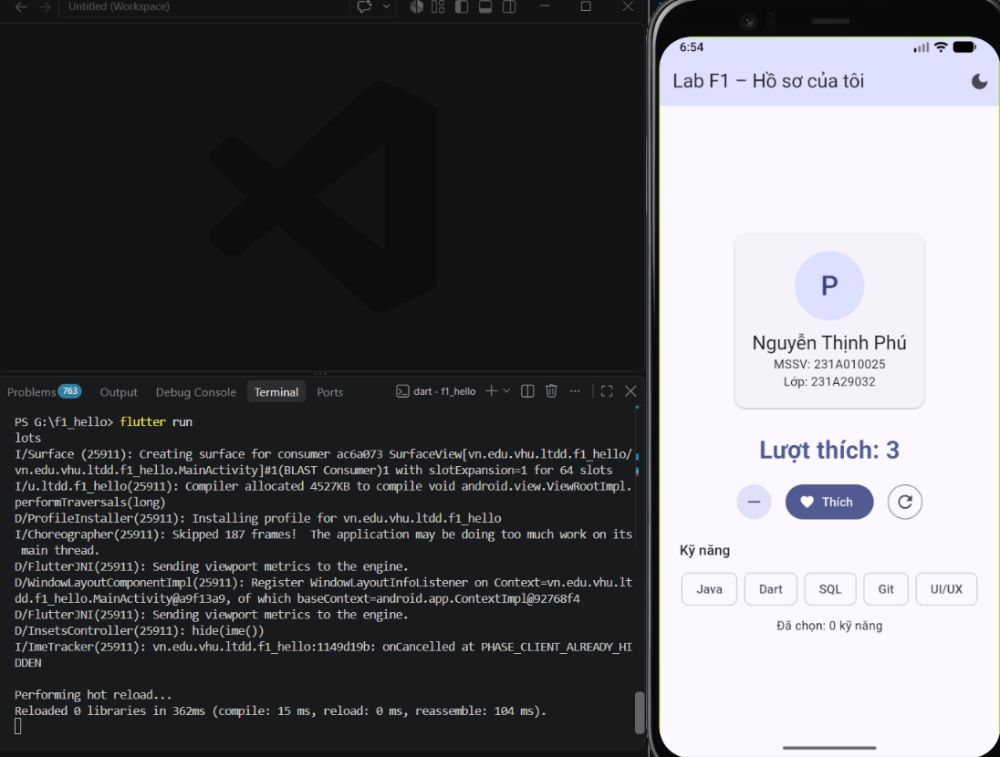 Untitled (Workspace)
Problems 763 Output Debug Console Terminal Ports dart - f1_hello
PS G:\f1_hello> flutter run
lots
I/Surface (25911): Creating surface for consumer ac6a073 SurfaceView[vn.edu.vhu.ltdd.f1_hello/
vn.edu.vhu.ltdd.f1_hello.MainActivity]#1(BLAST Consumer)1 with slotExpansion=1 for 64 slots
I/u.ltdd.f1_hello(25911): Compiler allocated 4527KB to compile void android.view.ViewRootImpl.
performTraversals(long)
D/ProfileInstaller(25911): Installing profile for vn.edu.vhu.ltdd.f1_hello
I/Choreographer(25911): Skipped 187 frames!  The application may be doing too much work on its
 main thread.
D/FlutterJNI(25911): Sending viewport metrics to the engine.
D/WindowLayoutComponentImpl(25911): Register WindowLayoutInfoListener on Context=vn.edu.vhu.lt
dd.f1_hello.MainActivity@a9f13a9, of which baseContext=android.app.ContextImpl@92768f4
D/FlutterJNI(25911): Sending viewport metrics to the engine.
D/InsetsController(25911): hide(ime())
I/ImeTracker(25911): vn.edu.vhu.ltdd.f1_hello:1149d19b: onCancelled at PHASE_CLIENT_ALREADY_HI
DDEN
Performing hot reload...
Reloaded 0 libraries in 362ms (compile: 15 ms, reload: 0 ms, reassemble: 104 ms).
6:54
Lab F1 – Hồ sơ của tôi
P
Nguyễn Thịnh Phú
MSSV: 231A010025
Lớp: 231A29032
Lượt thích: 3
Thích
Kỹ năng
Java Dart SQL Git UI/UX
Đã chọn: 0 kỹ năng